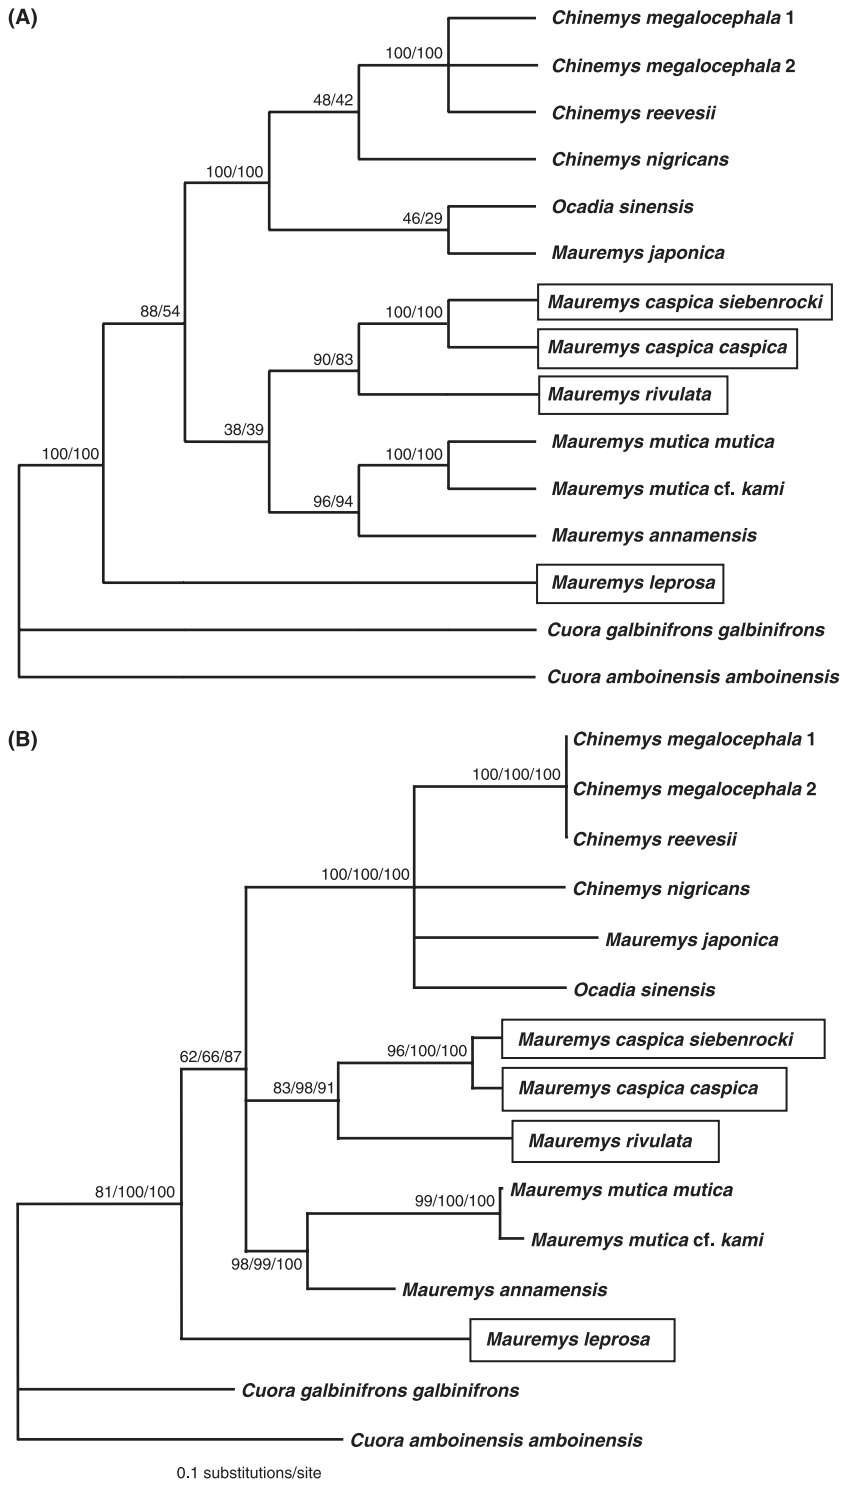 (A)
Chinemys megalocephala 1
100/100
Chinemys megalocephala 2
48/42
Chinemys reevesii
Chinemys nigricans
100/100
Ocadia sinensis
46/29
Mauremys japonica
Mauremys caspica siebenrocki
88/54
100/100
Mauremys caspica caspica
90/83
Mauremys rivulata
38/39
Mauremys mutica mutica
100/100
100/100
Mauremys mutica cf. kami
96/94
Mauremys annamensis
Mauremys leprosa
Cuora galbinifrons galbinifrons
Cuora amboinensis amboinensis
(B)
Chinemys megalocephala 1
100/100/100
Chinemys megalocephala 2
Chinemys reevesii
100/100/100
Chinemys nigricans
Mauremys japonica
Ocadia sinensis
Mauremys caspica siebenrocki
62/66/87
96/100/100
Mauremys caspica caspica
83/98/91
Mauremys rivulata
81/100/100
Mauremys mutica mutica
99/100/100
Mauremys mutica cf. kami
98/99/100
Mauremys annamensis
Mauremys leprosa
Cuora galbinifrons galbinifrons
Cuora amboinensis amboinensis
0.1 substitutions/site